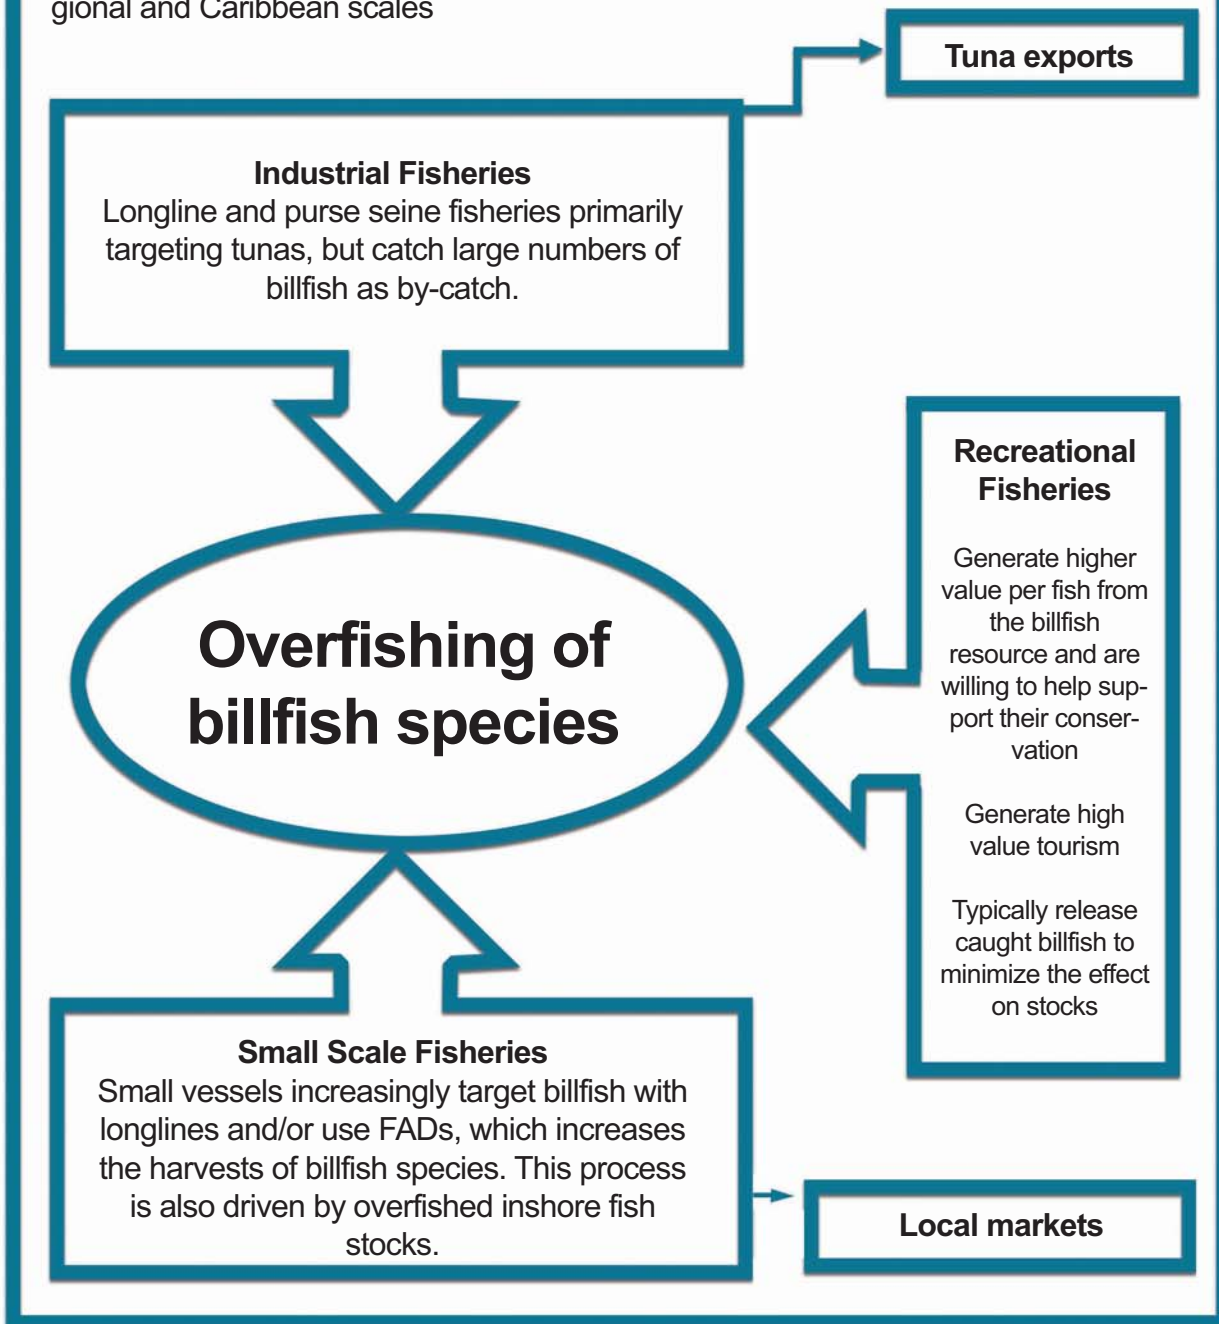 gional and Caribbean scales
Tuna exports
Industrial Fisheries
Longline and purse seine fisheries primarily
targeting tunas, but catch large numbers of
billfish as by-catch.
Recreational
Fisheries
Generate higher
value per fish from
the billfish
resource and are
willing to help sup-
port their conser-
vation
Generate high
value tourism
Typically release
caught billfish to
minimize the effect
on stocks
Overfishing of
billfish species
Small Scale Fisheries
Small vessels increasingly target billfish with
longlines and/or use FADs, which increases
the harvests of billfish species. This process
is also driven by overfished inshore fish
stocks.
Local markets